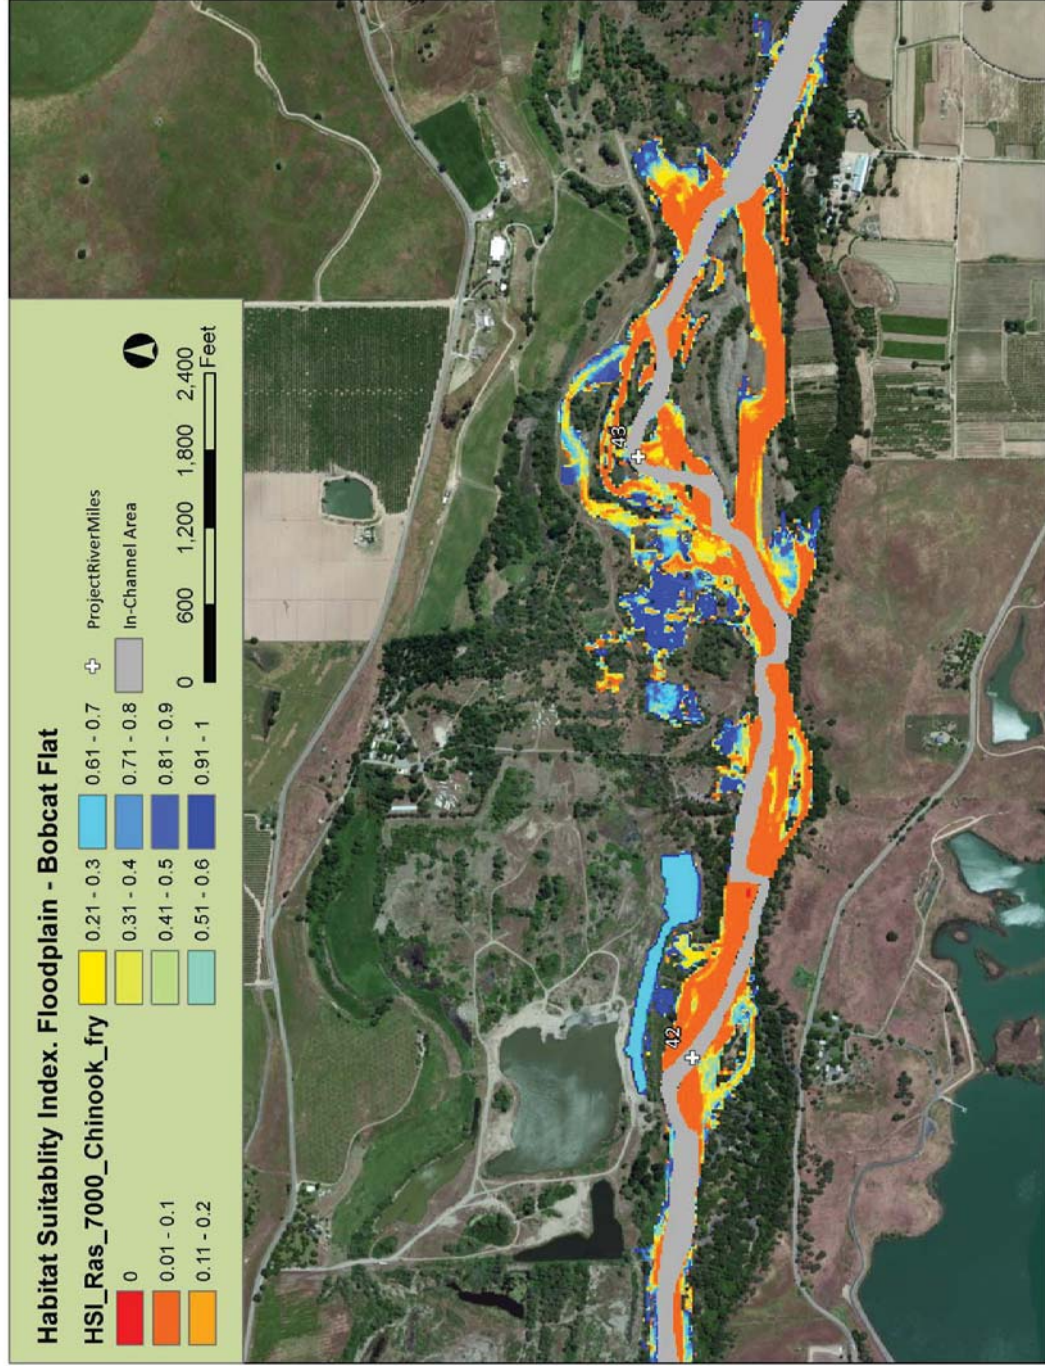 Habitat Suitablity Index. Floodplain - Bobcat Flat
HSI_Ras_7000_Chinook_fry
0
0.01 - 0.1
0.11 - 0.2
0.21 - 0.3
0.31 - 0.4
0.41 - 0.5
0.51 - 0.6
0.61 - 0.7
0.71 - 0.8
0.81 - 0.9
0.91 - 1
ProjectRiverMiles
In-Channel Area
0 600 1,200 1,800 2,400
Feet
42
43